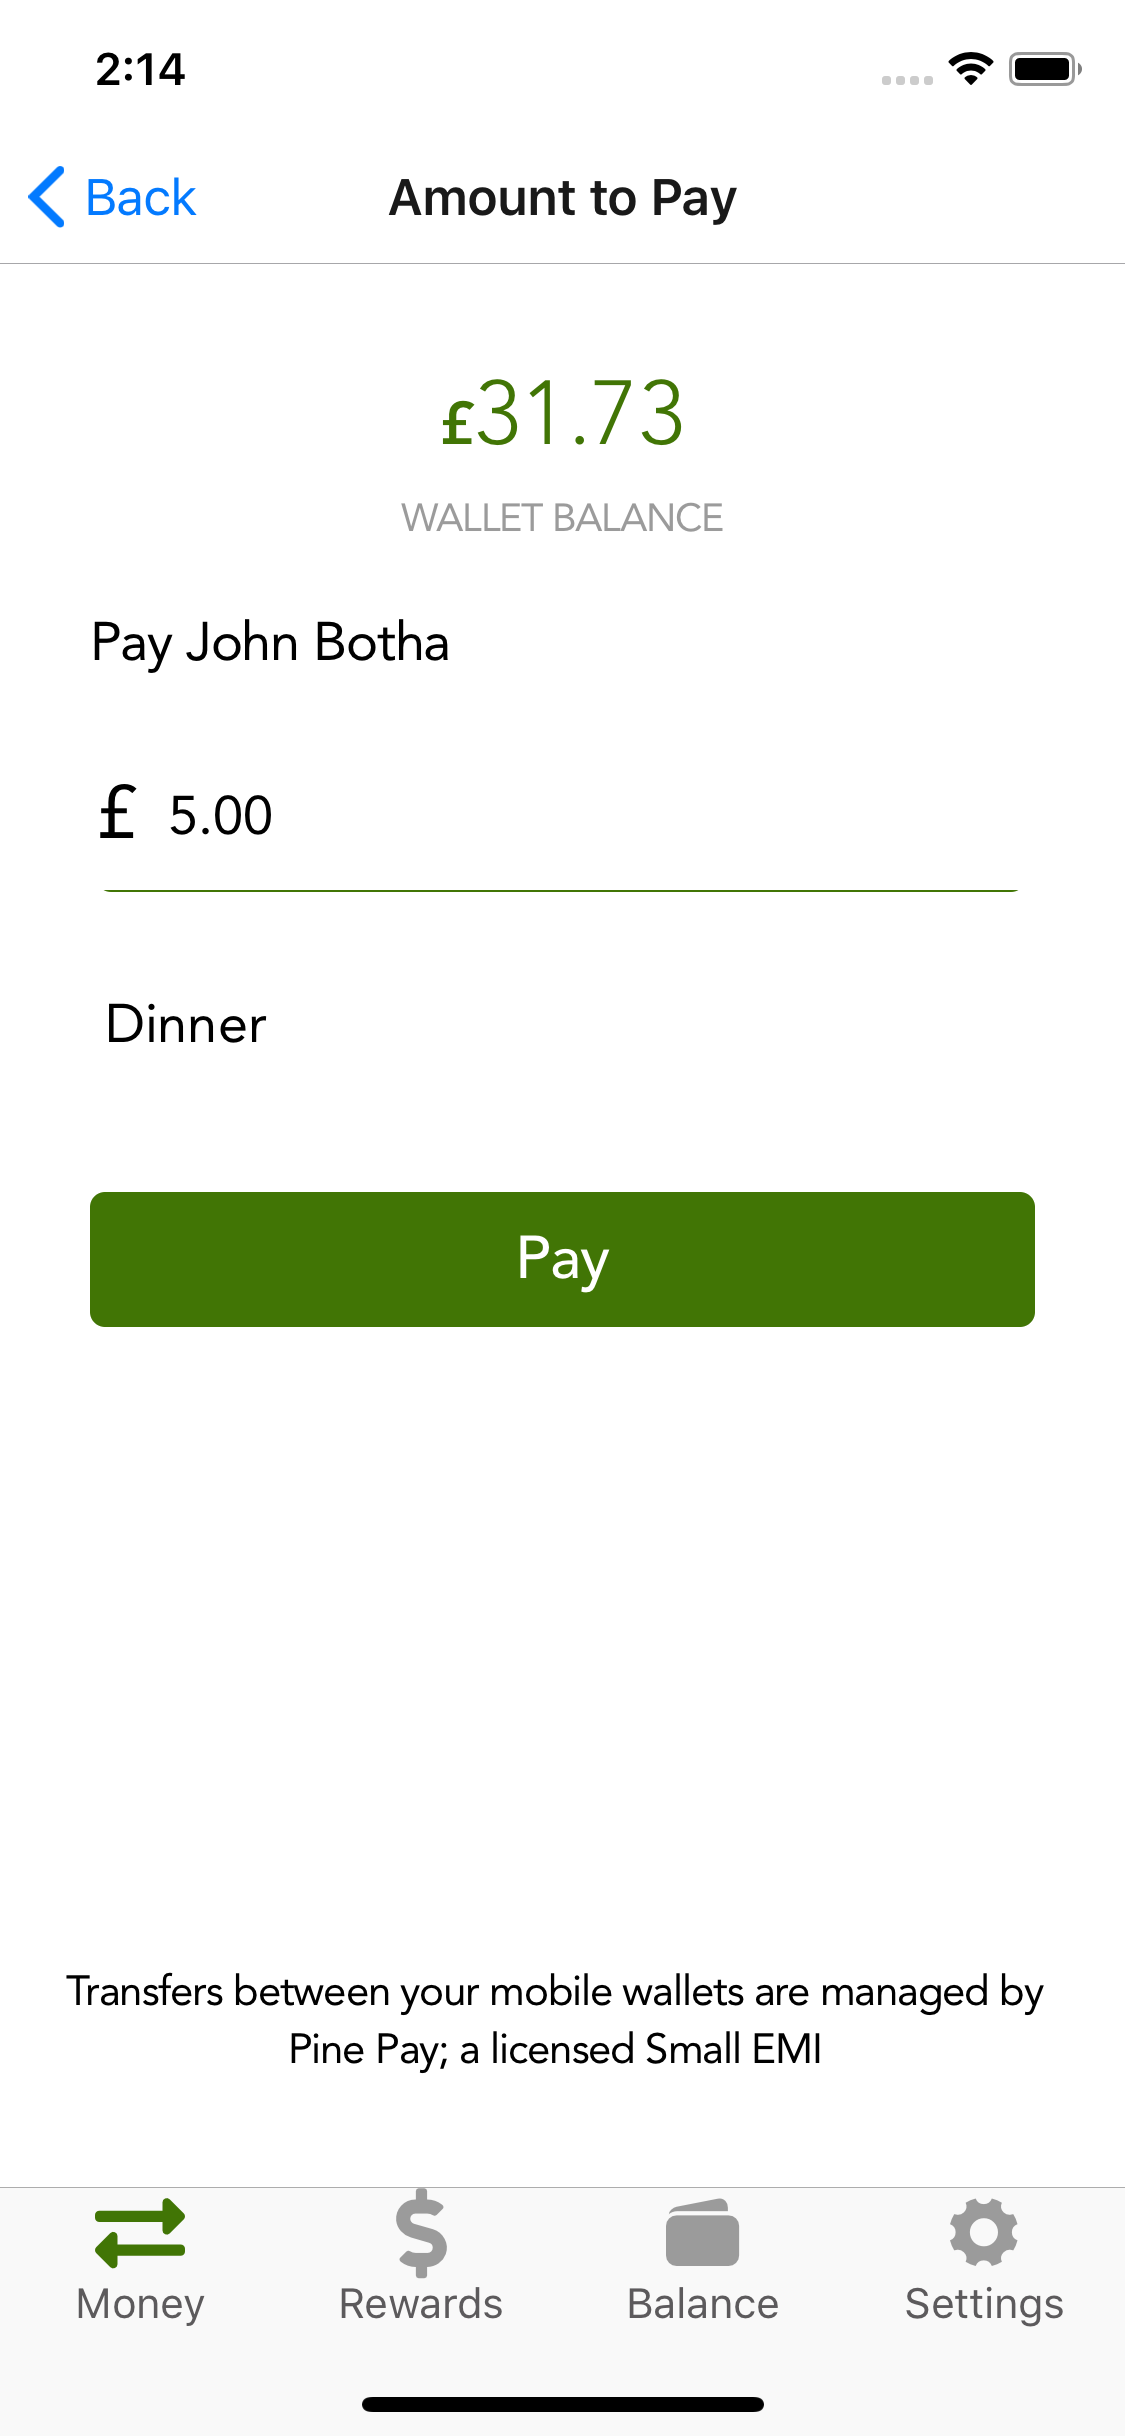 2:14
Back
Amount to Pay
£31.73
WALLET BALANCE
Pay John Botha
£ 5.00
Dinner
Pay
Transfers between your mobile wallets are managed by
Pine Pay; a licensed Small EMI
Money
Rewards
Balance
Settings